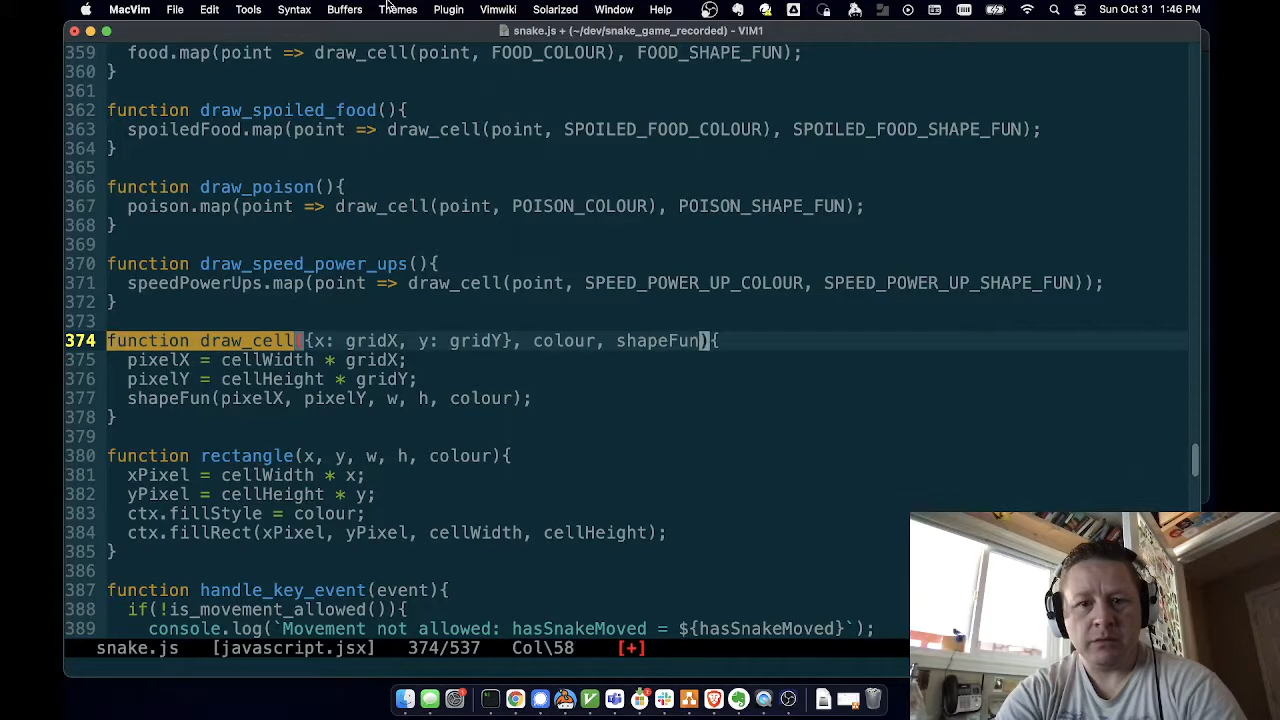 MacVim File Edit Tools Syntax Buffers Themes Plugin Vimwiki Solarized Window Help Sun Oct 31 1:46 PM
snake.js + (~/dev/snake_game_recorded) - VIM1
359 food.map(point => draw_cell(point, FOOD_COLOUR), FOOD_SHAPE_FUN);
360 }
361
362 function draw_spoiled_food(){
363 spoiledFood.map(point => draw_cell(point, SPOILED_FOOD_COLOUR), SPOILED_FOOD_SHAPE_FUN);
364 }
365
366 function draw_poison(){
367 poison.map(point => draw_cell(point, POISON_COLOUR), POISON_SHAPE_FUN);
368 }
369
370 function draw_speed_power_ups(){
371 speedPowerUps.map(point => draw_cell(point, SPEED_POWER_UP_COLOUR, SPEED_POWER_UP_SHAPE_FUN));
372 }
373
374 function draw_cell({x: gridX, y: gridY}, colour, shapeFun){
375 pixelX = cellWidth * gridX;
376 pixelY = cellHeight * gridY;
377 shapeFun(pixelX, pixelY, w, h, colour);
378 }
379
380 function rectangle(x, y, w, h, colour){
381 xPixel = cellWidth * x;
382 yPixel = cellHeight * y;
383 ctx.fillStyle = colour;
384 ctx.fillRect(xPixel, yPixel, cellWidth, cellHeight);
385 }
386
387 function handle_key_event(event){
388 if(!is_movement_allowed()){
389 console.log(`Movement not allowed: hasSnakeMoved = ${hasSnakeMoved}`);
snake.js [javascript.jsx] 374/537 Col\58 [+]